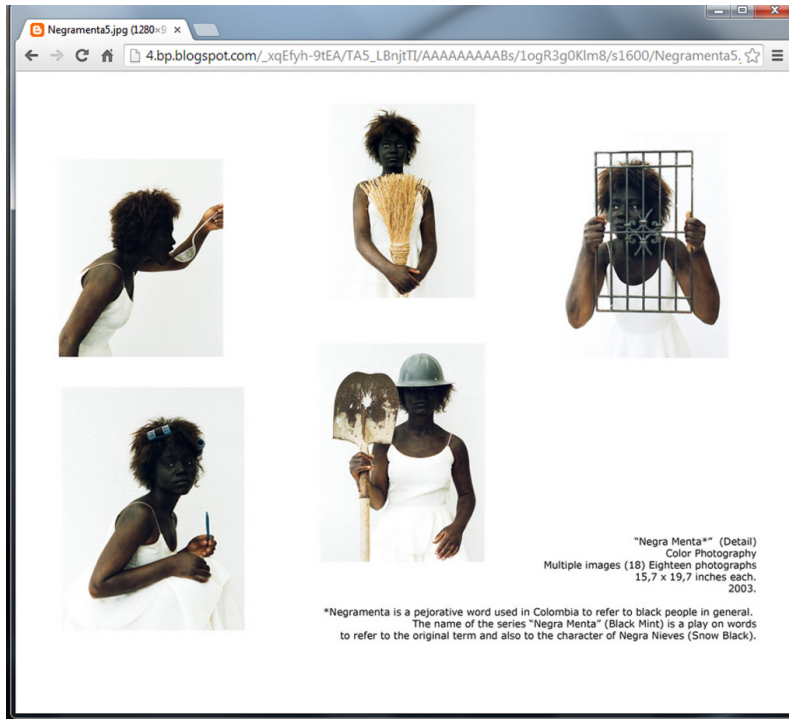 Negramenta5.jpg (1280×9
4.bp.blogspot.com/_xqEfyh-9tEA/TA5_LBnjtTI/AAAAAAAAABs/1ogR3g0Klm8/s1600/Negramenta5.
“Negra Menta*” (Detail)
Color Photography
Multiple images (18) Eighteen photographs
15,7 x 19,7 inches each.
2003.
*Negramenta is a pejorative word used in Colombia to refer to black people in general.
The name of the series “Negra Menta” (Black Mint) is a play on words
to refer to the original term and also to the character of Negra Nieves (Snow Black).